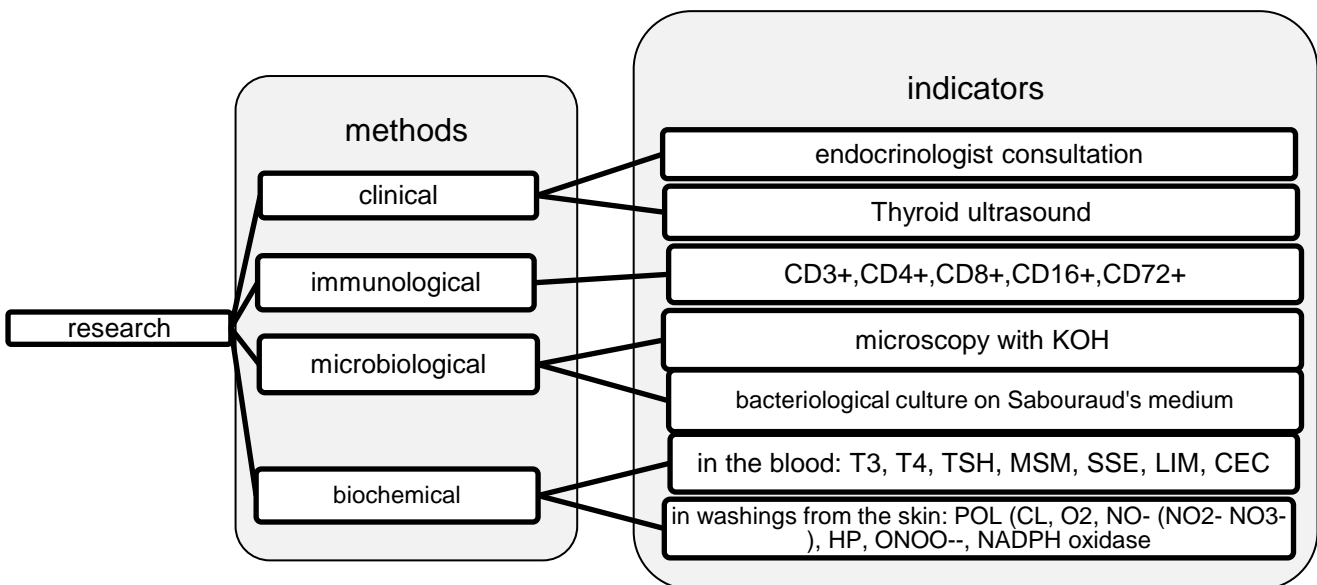 indicators
methods
endocrinologist consultation
clinical
Thyroid ultrasound
immunological
CD3+,CD4+,CD8+,CD16+,CD72+
research
microscopy with KOH
microbiological
bacteriological culture on Sabouraud's medium
in the blood: T3, T4, TSH, MSM, SSE, LIM, CEC
biochemical
in washings from the skin: POL (CL, O2, NO- (NO2- NO3-
), HP, ONOO--, NADPH oxidase